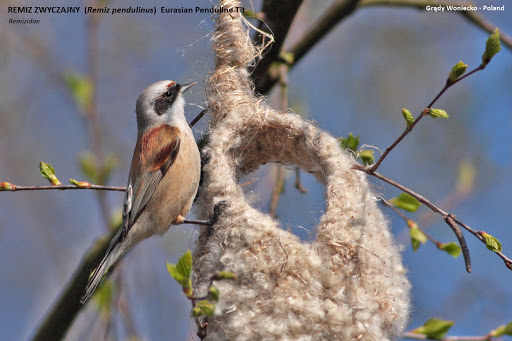 REMIZ ZWYCZAJNY (Remiz pendulinus) Eurasian Penduline Tit
Remizidae
Grądy Woniecko - Poland